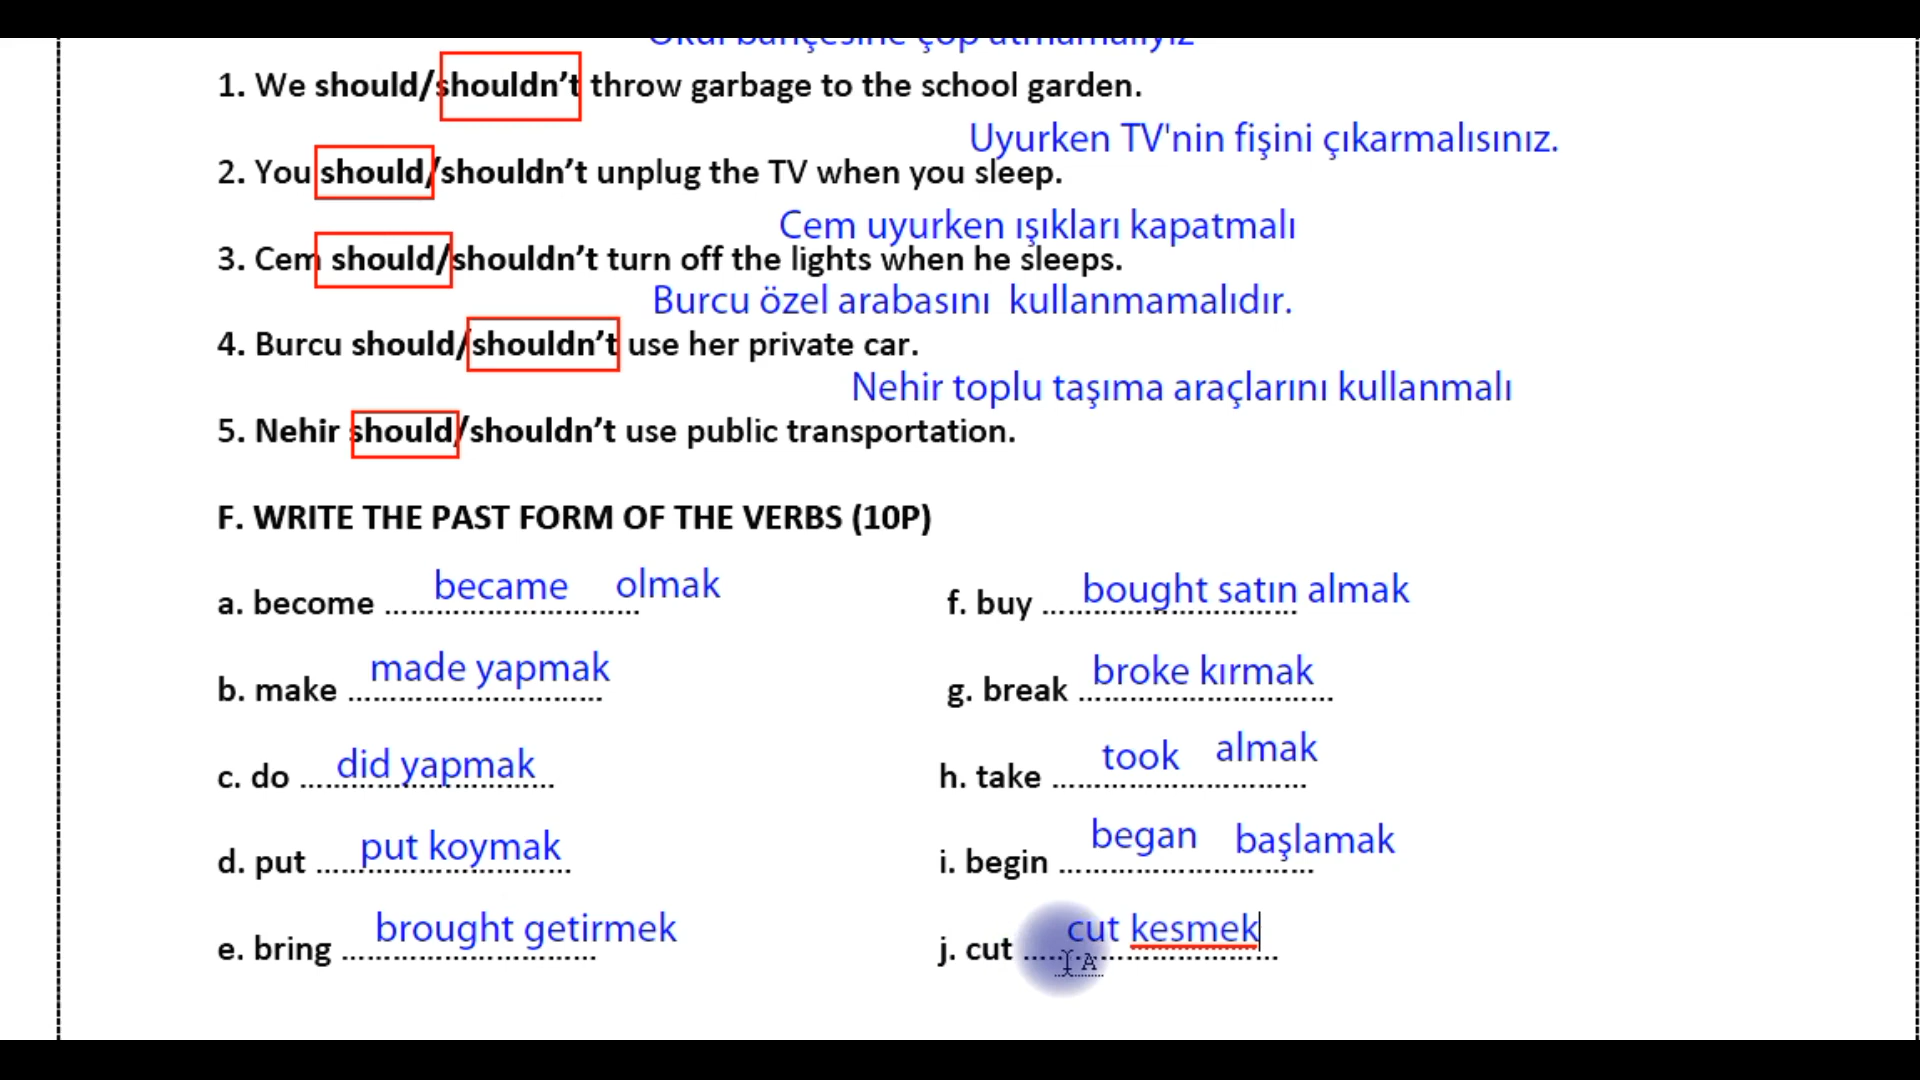 Okul bahçesine çöp atmamalıyız
1. We should/shouldn’t throw garbage to the school garden.
Uyurken TV'nin fişini çıkarmalısınız.
2. You should/shouldn’t unplug the TV when you sleep.
Cem uyurken ışıkları kapatmalı
3. Cem should/shouldn’t turn off the lights when he sleeps.
Burcu özel arabasını kullanmamalıdır.
4. Burcu should/shouldn’t use her private car.
Nehir toplu taşıma araçlarını kullanmalı
5. Nehir should/shouldn’t use public transportation.
F. WRITE THE PAST FORM OF THE VERBS (10P)
a. become ........ became olmak
f. buy ........ bought satın almak
b. make ........ made yapmak
g. break ........ broke kırmak
c. do ........ did yapmak
h. take ........ took almak
d. put ........ put koymak
i. begin ........ began başlamak
e. bring ........ brought getirmek
j. cut ........ cut kesmek